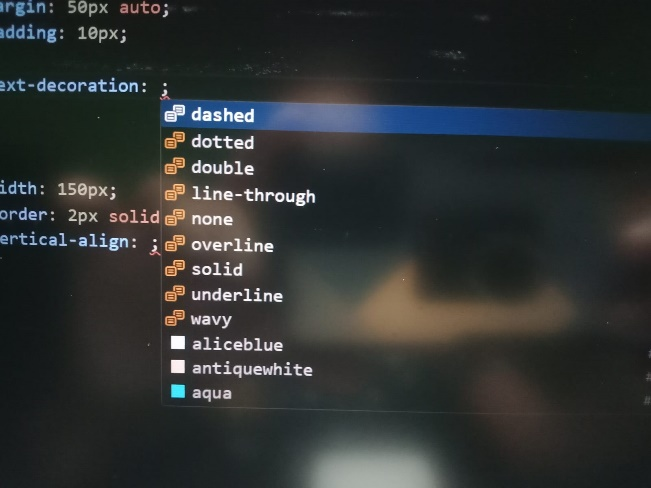 argin: 50px auto;
adding: 10px;
ext-decoration: ;
dashed
dotted
double
line-through
idth: 150px;
none
order: 2px solid
overline
ertical-align: ;
solid
underline
wavy
aliceblue
antiquewhite
aqua